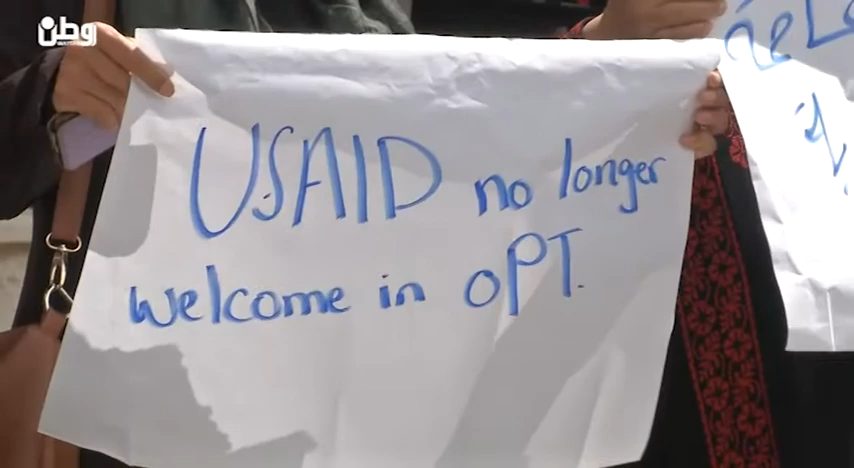 وطن
USAID no longer
welcome in oPT.